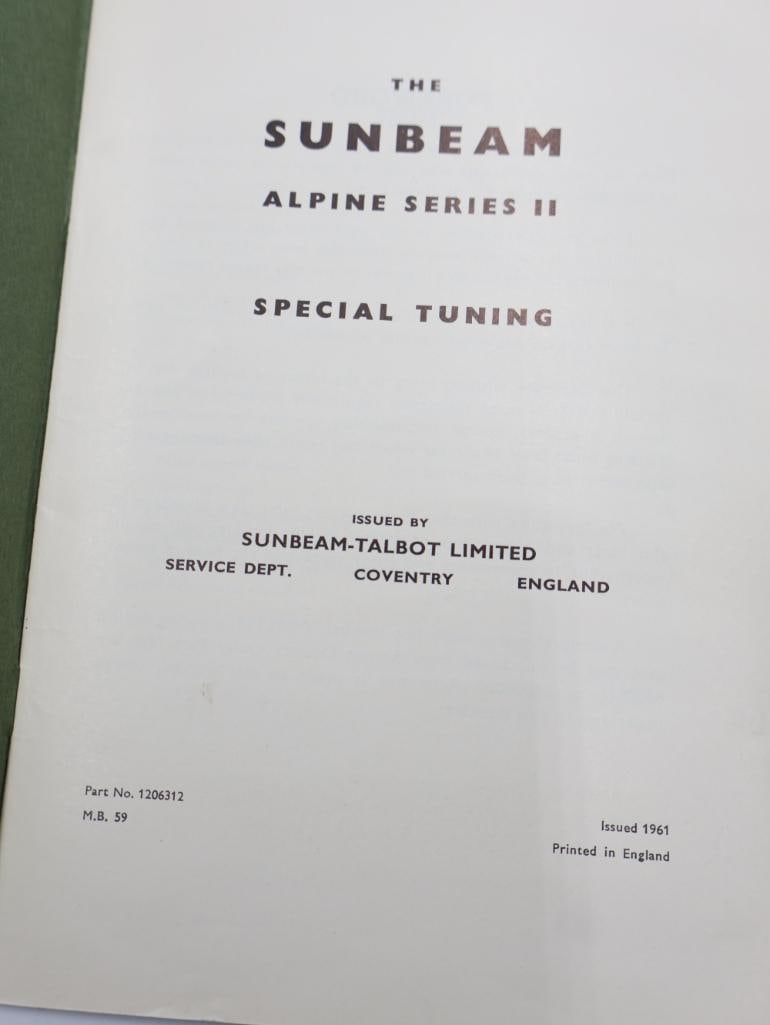 THE
SUNBEAM
ALPINE SERIES II
SPECIAL TUNING
ISSUED BY
SUNBEAM-TALBOT LIMITED
SERVICE DEPT. COVENTRY ENGLAND
Part No. 1206312
M.B. 59
Issued 1961
Printed in England